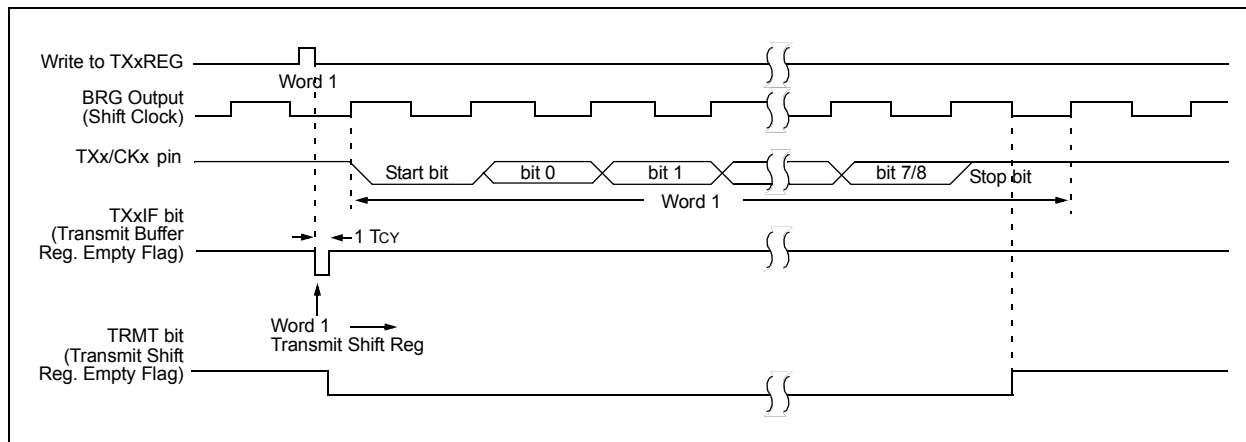 Write to TXxREG
Word 1
BRG Output
(Shift Clock)
TXx/CKx pin
Start bit
bit 0
bit 1
bit 7/8
Stop bit
Word 1
TXxIF bit
(Transmit Buffer
Reg. Empty Flag)
1 TCY
Word 1
Transmit Shift Reg
TRMT bit
(Transmit Shift
Reg. Empty Flag)